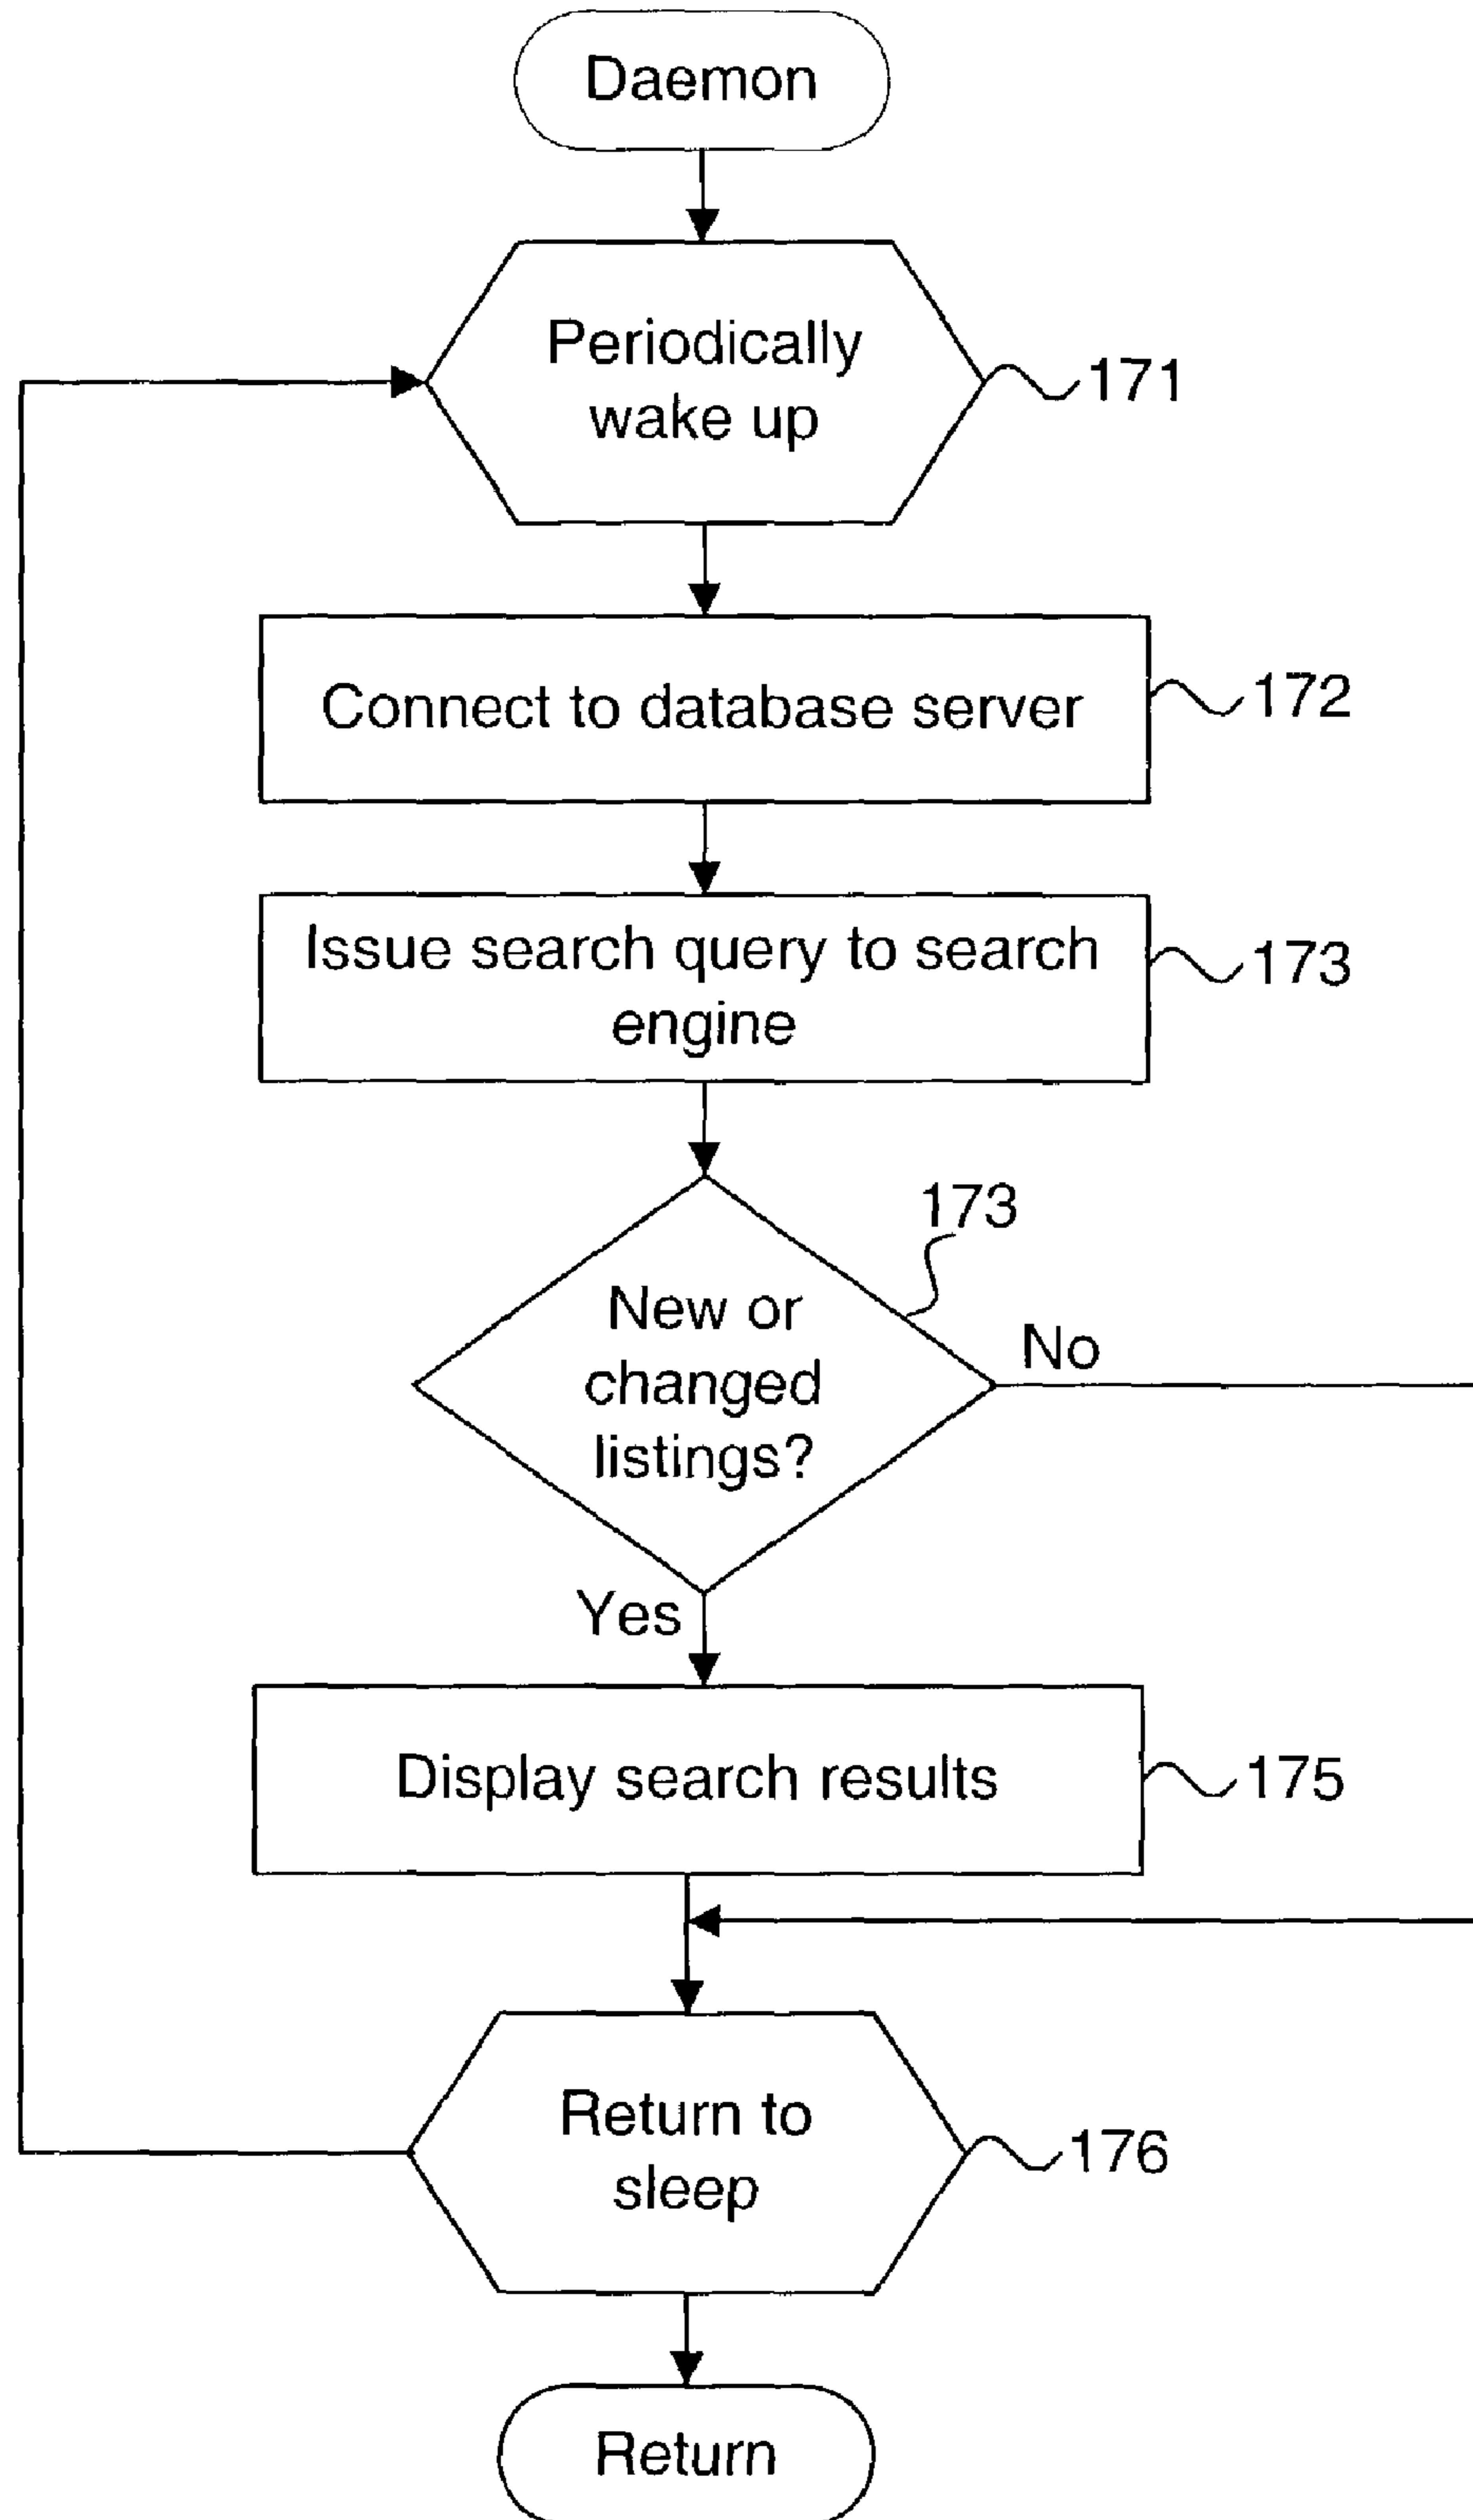 Daemon
Periodically
wake up
171
Connect to database server
172
Issue search query to search
engine
173
173
New or
changed
listings?
No
Yes
Display search results
175
Return to
sleep
176
Return